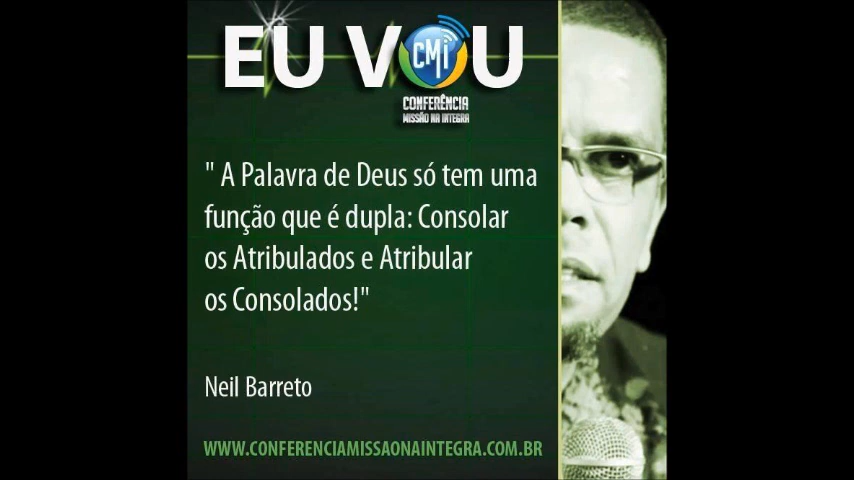 EU VOU
CMi
CONFERÊNCIA
MISSÃO NA INTEGRA
" A Palavra de Deus só tem uma
função que é dupla: Consolar
os Atribulados e Atribular
os Consolados!"
Neil Barreto
WWW.CONFERENCIAMISSAONAINTEGRA.COM.BR